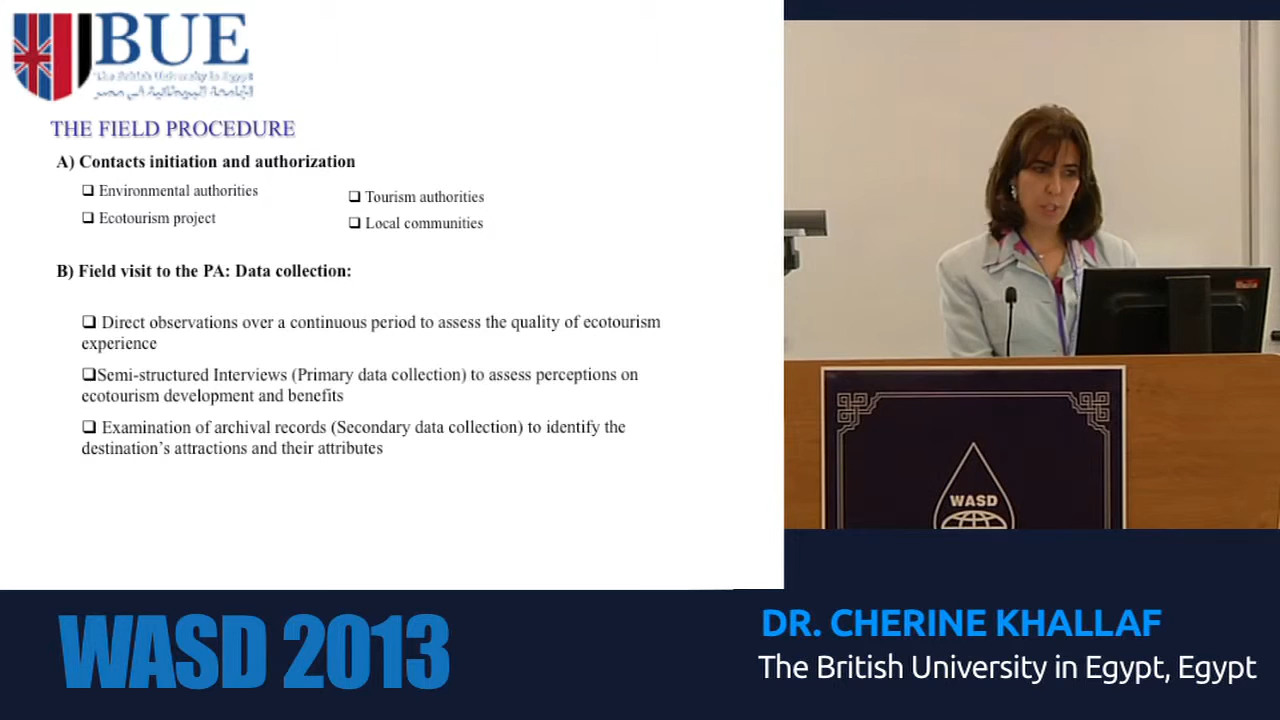 BUE
The British University in Egypt
الجامعة البريطانية في مصر
THE FIELD PROCEDURE
A) Contacts initiation and authorization
❑ Environmental authorities
❑ Tourism authorities
❑ Ecotourism project
❑ Local communities
B) Field visit to the PA: Data collection:
❑ Direct observations over a continuous period to assess the quality of ecotourism
experience
❑Semi-structured Interviews (Primary data collection) to assess perceptions on
ecotourism development and benefits
❑ Examination of archival records (Secondary data collection) to identify the
destination's attractions and their attributes
WASD
WASD 2013
DR. CHERINE KHALLAF
The British University in Egypt, Egypt